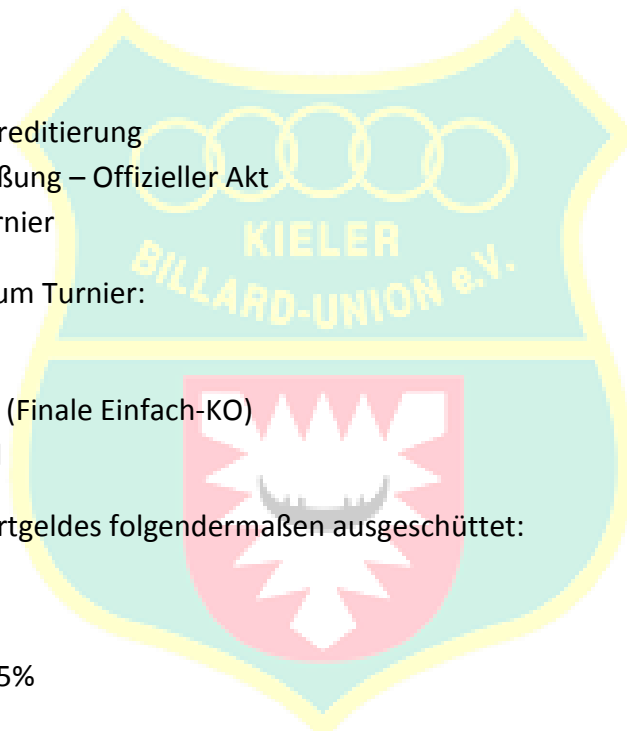 reditierung
ßung – Offizieller Akt
rnier
KIELER
BILLARD-UNION e.V.
um Turnier:
(Finale Einfach-KO)
rtgeldes folgendermaßen ausgeschüttet:
5%